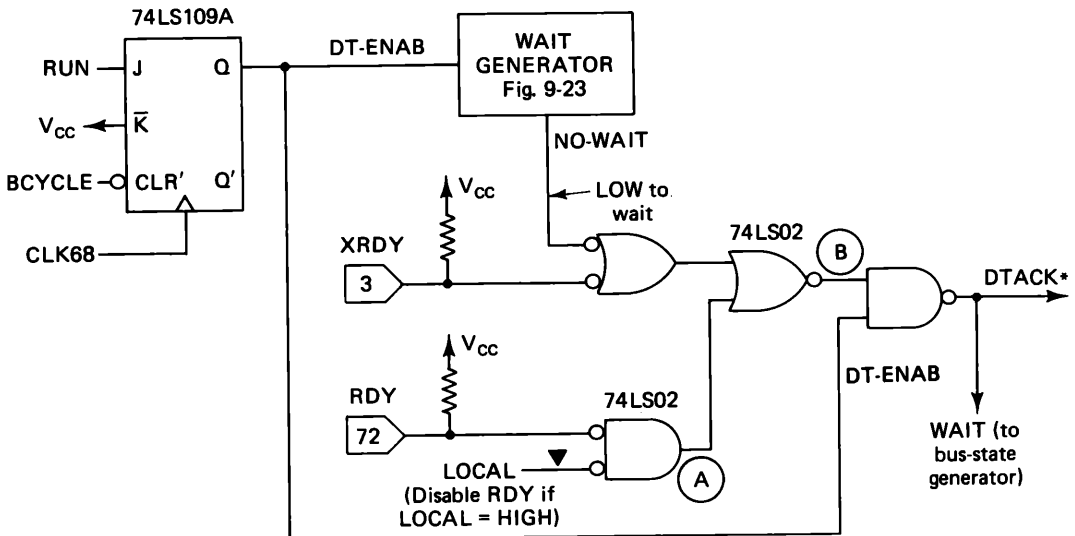 74LS109A
RUN
J
Q
V_CC
K̅
BCYCLE
CLR'
Q'
CLK68
DT-ENAB
WAIT
GENERATOR
Fig. 9-23
NO-WAIT
LOW to
wait
V_CC
XRDY
3
74LS02
B
DTACK*
V_CC
RDY
72
74LS02
A
LOCAL
(Disable RDY if
LOCAL = HIGH)
DT-ENAB
WAIT (to
bus-state
generator)